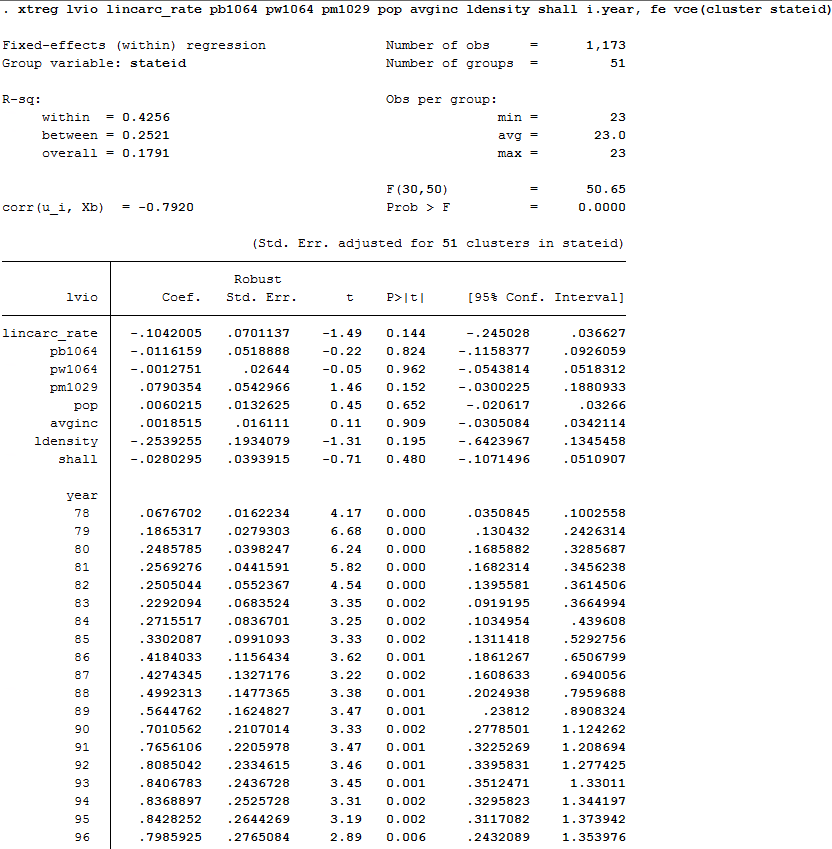 . xtreg lvio lincarc_rate pb1064 pw1064 pm1029 pop avginc ldensity shall i.year, fe vce(cluster stateid)
Fixed-effects (within) regression Number of obs = 1,173
Group variable: stateid Number of groups = 51
R-sq: Obs per group:
within = 0.4256 min = 23
between = 0.2521 avg = 23.0
overall = 0.1791 max = 23
F(30,50) = 50.65
corr(u_i, Xb) = -0.7920 Prob > F = 0.0000
(Std. Err. adjusted for 51 clusters in stateid)
Robust
lvio Coef. Std. Err. t P>|t| [95% Conf. Interval]
lincarc_rate -.1042005 .0701137 -1.49 0.144 -.245028 .036627
pb1064 -.0116159 .0518888 -0.22 0.824 -.1158377 .0926059
pw1064 -.0012751 .02644 -0.05 0.962 -.0543814 .0518312
pm1029 .0790354 .0542966 1.46 0.152 -.0300225 .1880933
pop .0060215 .0132625 0.45 0.652 -.020617 .03266
avginc .0018515 .016111 0.11 0.909 -.0305084 .0342114
ldensity -.2539255 .1934079 -1.31 0.195 -.6423967 .1345458
shall -.0280295 .0393915 -0.71 0.480 -.1071496 .0510907
year
78 .0676702 .0162234 4.17 0.000 .0350845 .1002558
79 .1865317 .0279303 6.68 0.000 .130432 .2426314
80 .2485785 .0398247 6.24 0.000 .1685882 .3285687
81 .2569276 .0441591 5.82 0.000 .1682314 .3456238
82 .2505044 .0552367 4.54 0.000 .1395581 .3614506
83 .2292094 .0683524 3.35 0.002 .0919195 .3664994
84 .2715517 .0836701 3.25 0.002 .1034954 .439608
85 .3302087 .0991093 3.33 0.002 .1311418 .5292756
86 .4184033 .1156434 3.62 0.001 .1861267 .6506799
87 .4274345 .1327176 3.22 0.002 .1608633 .6940056
88 .4992313 .1477365 3.38 0.001 .2024938 .7959688
89 .5644762 .1624827 3.47 0.001 .23812 .8908324
90 .7010562 .2107014 3.33 0.002 .2778501 1.124262
91 .7656106 .2205978 3.47 0.001 .3225269 1.208694
92 .8085042 .2334615 3.46 0.001 .3395831 1.277425
93 .8406783 .2436728 3.45 0.001 .3512471 1.33011
94 .8368897 .2525728 3.31 0.002 .3295823 1.344197
95 .8428252 .2644269 3.19 0.002 .3117082 1.373942
96 .7985925 .2765084 2.89 0.006 .2432089 1.353976